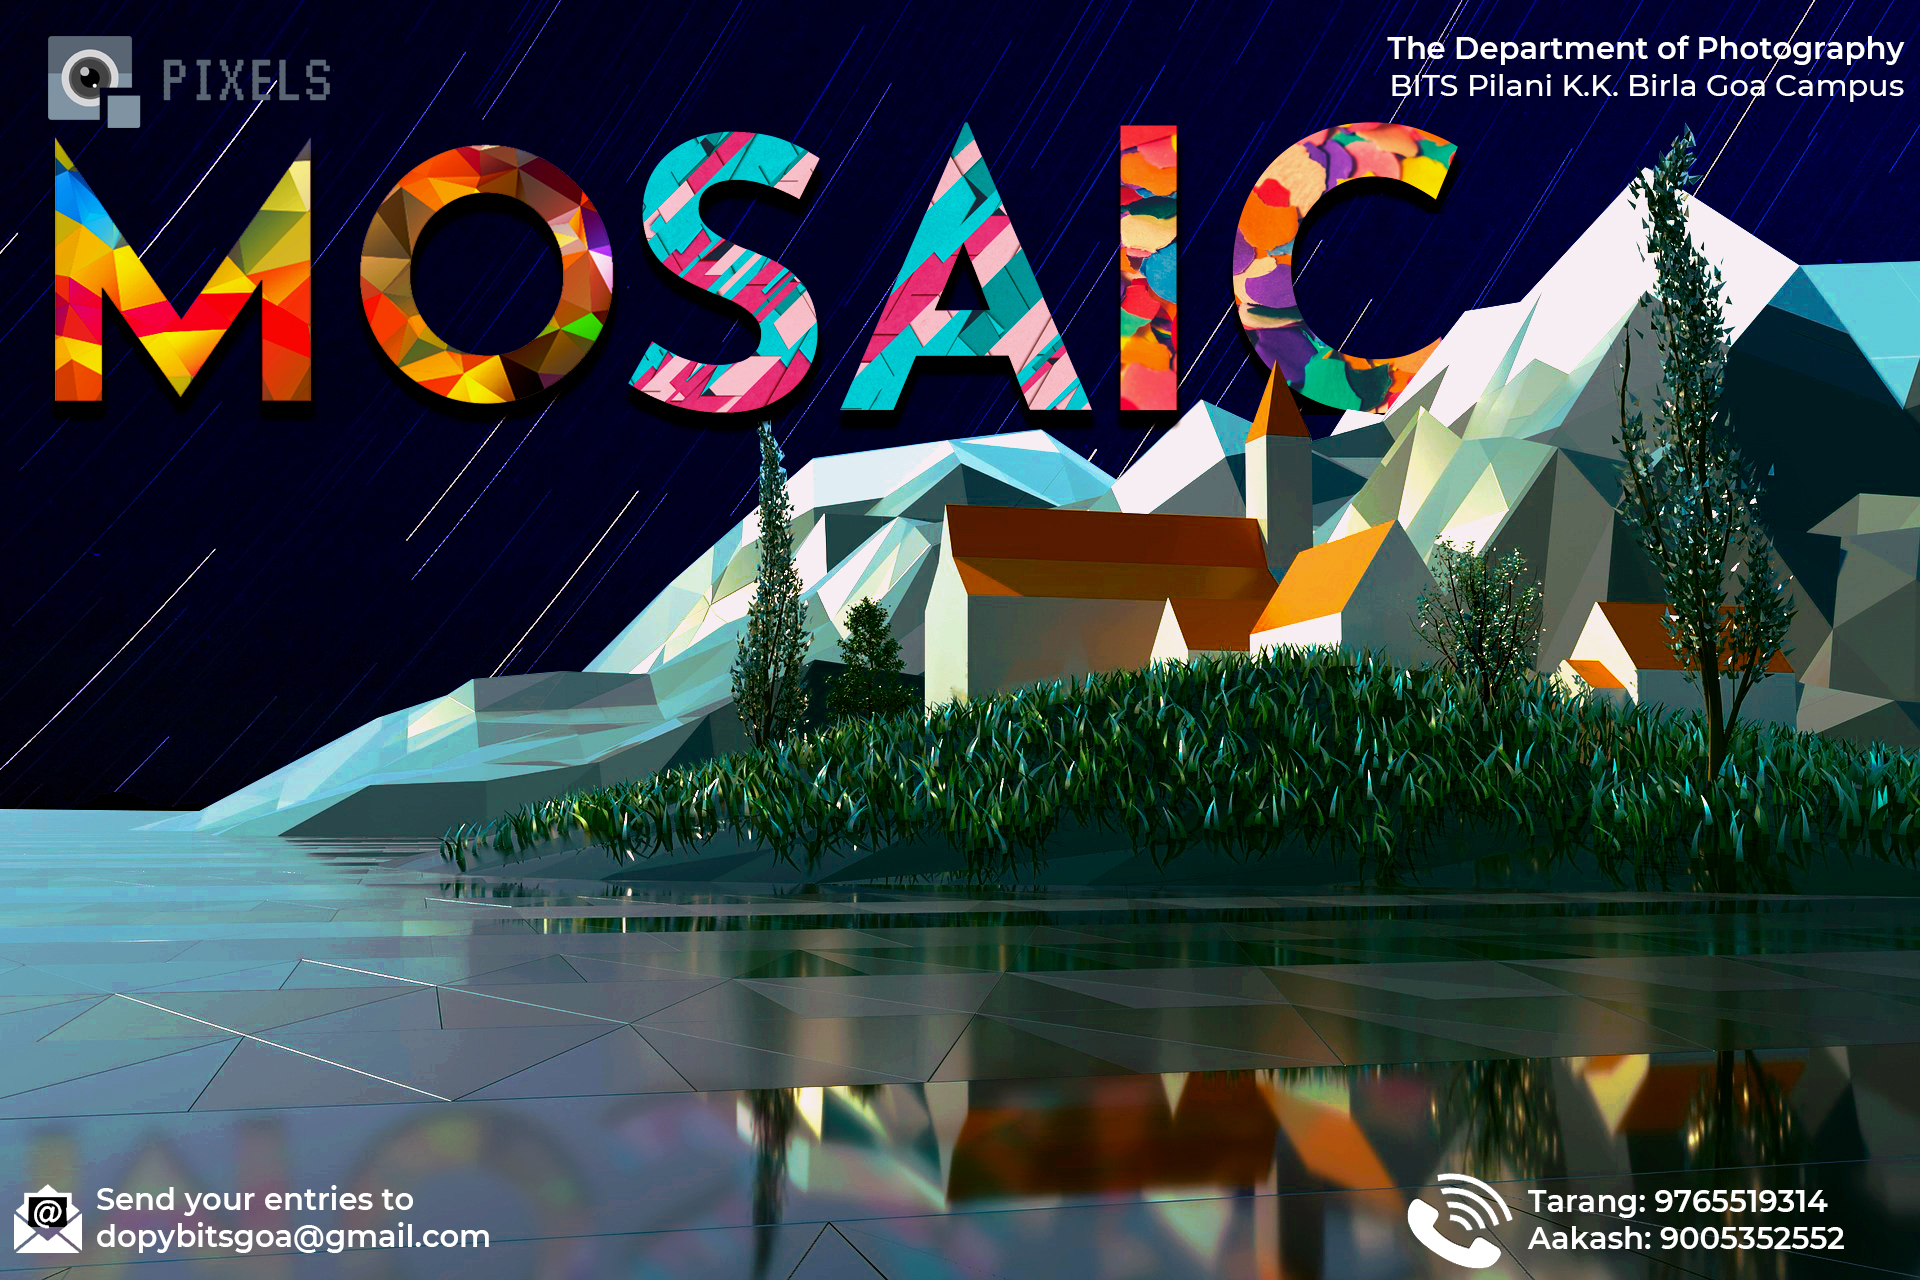 PIXELS
The Department of Photography
BITS Pilani K.K. Birla Goa Campus
MOSAIC
Send your entries to
dopybitsgoa@gmail.com
Tarang: 9765519314
Aakash: 9005352552